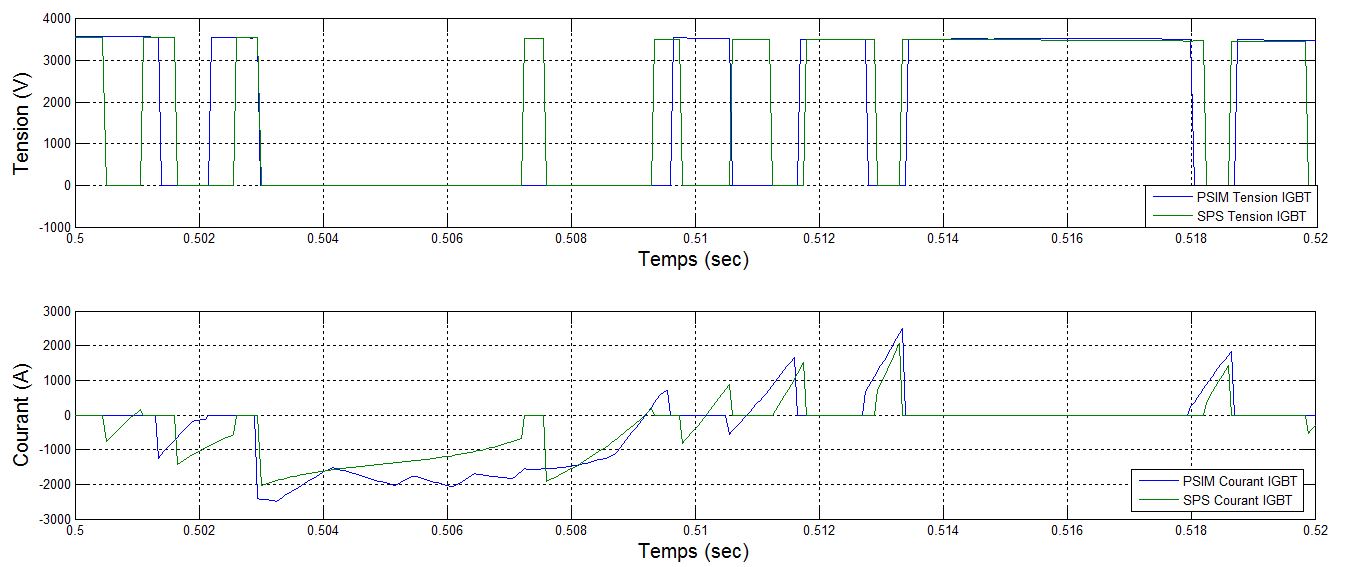 4000
3000
2000
1000
0
-1000
Tension (V)
0.5 0.502 0.504 0.506 0.508 0.51 0.512 0.514 0.516 0.518 0.52
Temps (sec)
PSIM Tension IGBT
SPS Tension IGBT
3000
2000
1000
0
-1000
-2000
-3000
Courant (A)
0.5 0.502 0.504 0.506 0.508 0.51 0.512 0.514 0.516 0.518 0.52
Temps (sec)
PSIM Courant IGBT
SPS Courant IGBT